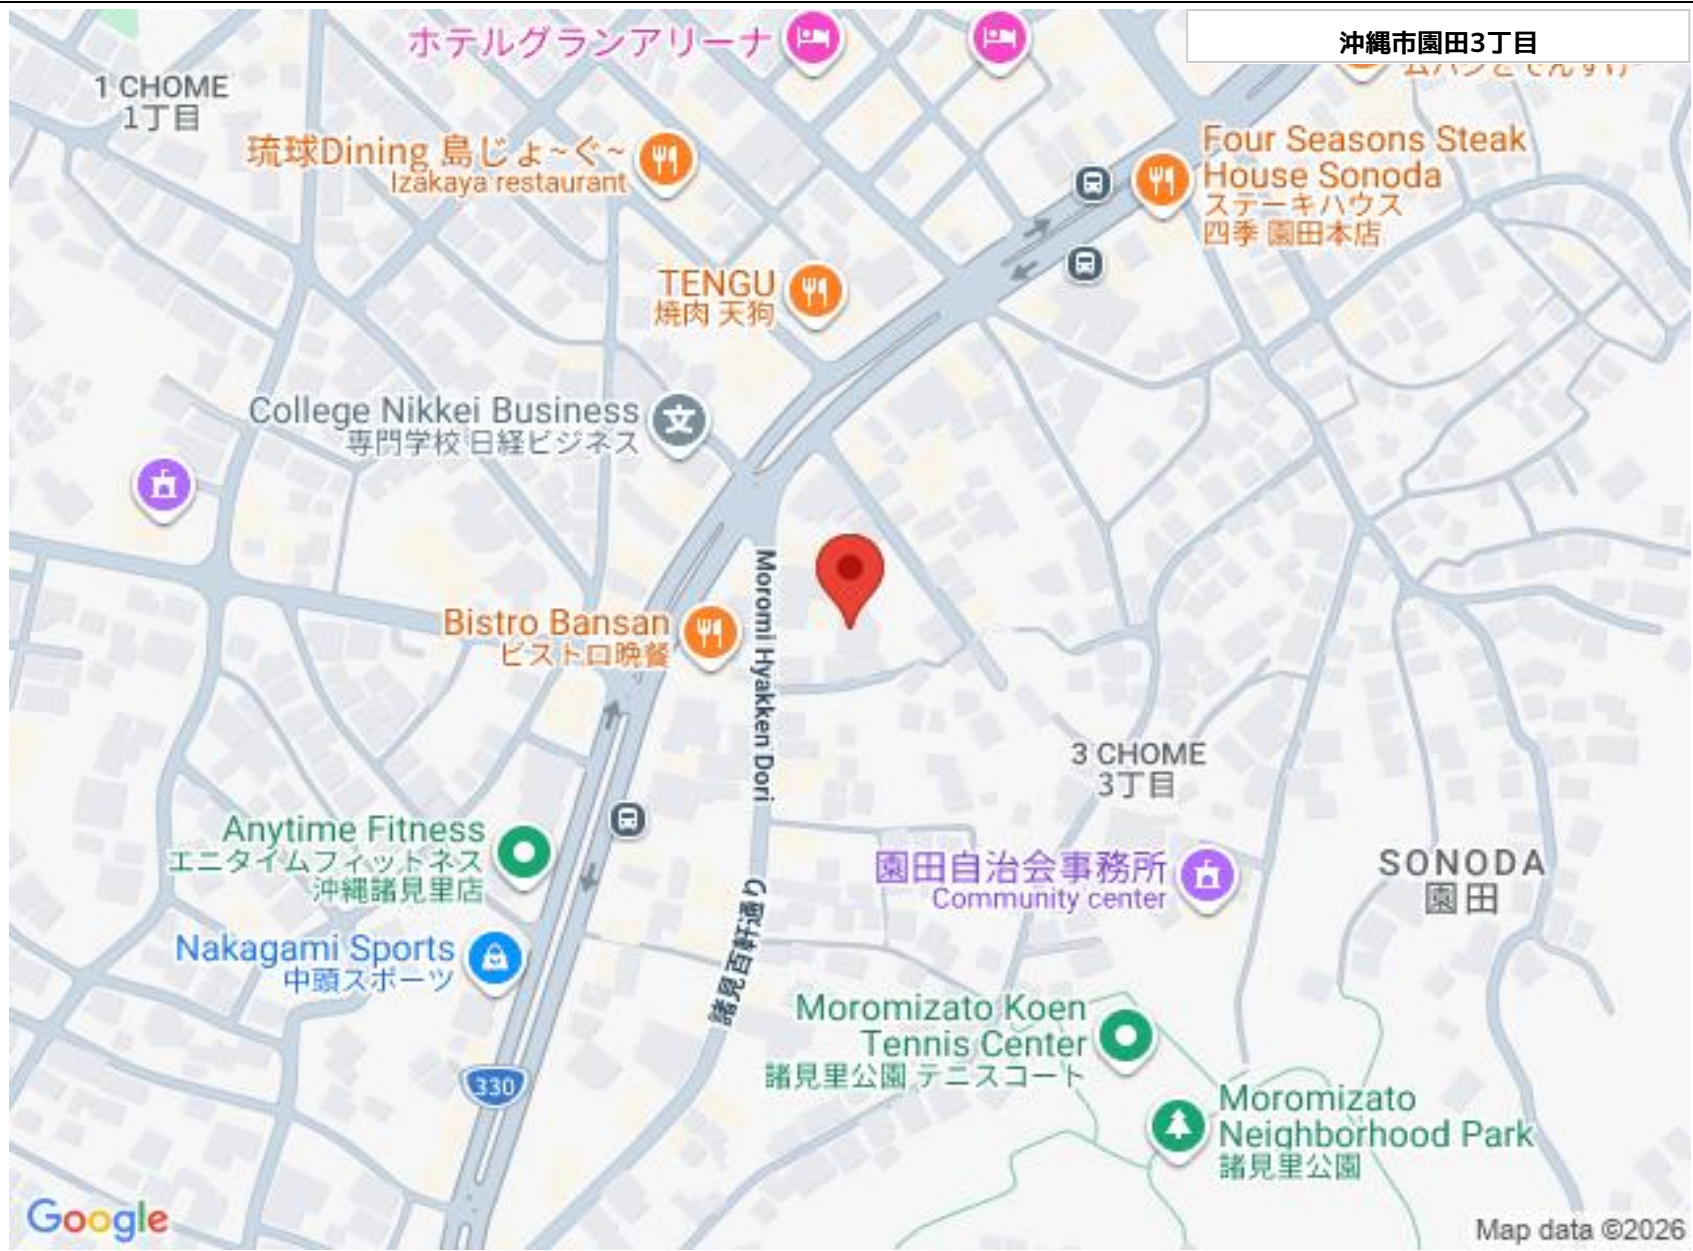 沖縄市園田3丁目
ホテルグランアリーナ
1 CHOME
1丁目
琉球Dining 島じょ~ぐ~
Izakaya restaurant
Four Seasons Steak
House Sonoda
ステーキハウス
四季 園田本店
TENGU
焼肉 天狗
College Nikkei Business
専門学校 日経ビジネス
文
Bistro Bansan
ビストロ晩餐
Moromi Hyakken Dori
3 CHOME
3丁目
Anytime Fitness
エニタイムフィットネス
沖縄諸見里店
園田自治会事務所
Community center
SONODA
園田
Nakagami Sports
中頭スポーツ
諸見百軒通り
Moromizato Koen
Tennis Center
諸見里公園 テニスコート
330
Moromizato
Neighborhood Park
諸見里公園
Google
Map data ©2026